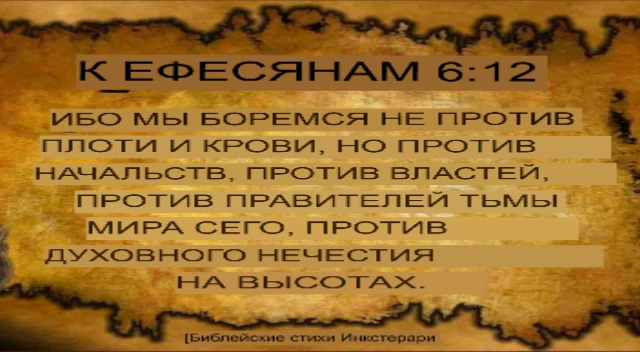 К ЕФЕСЯНАМ 6:12
ИБО МЫ БОРЕМСЯ НЕ ПРОТИВ
ПЛОТИ И КРОВИ, НО ПРОТИВ
НАЧАЛЬСТВ, ПРОТИВ ВЛАСТЕЙ,
ПРОТИВ ПРАВИТЕЛЕЙ ТЬМЫ
МИРА СЕГО, ПРОТИВ
ДУХОВНОГО НЕЧЕСТИЯ
НА ВЫСОТАХ.
[Библейские стихи Инкстерари